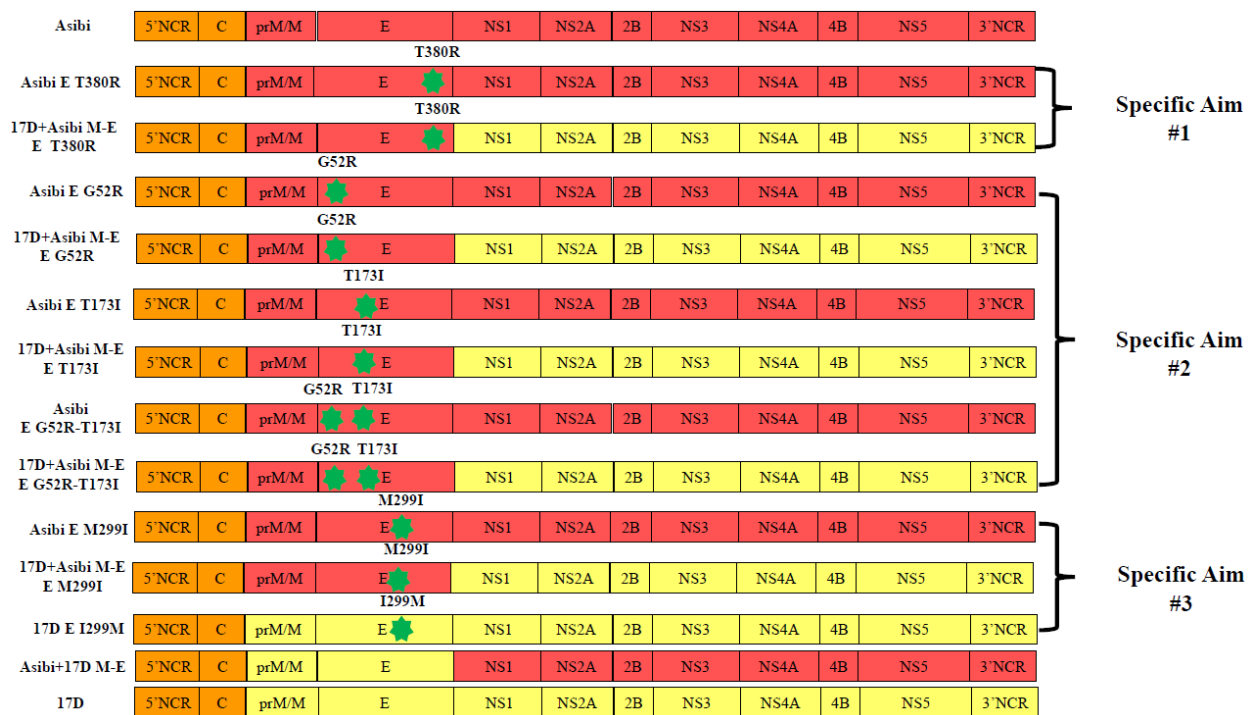 Asibi 5'NCR C prM/M E NS1 NS2A 2B NS3 NS4A 4B NS5 3'NCR
T380R
Asibi E T380R 5'NCR C prM/M E NS1 NS2A 2B NS3 NS4A 4B NS5 3'NCR
Specific Aim
#1
T380R
17D+Asibi M-E
E T380R
5'NCR C prM/M E NS1 NS2A 2B NS3 NS4A 4B NS5 3'NCR
G52R
Asibi E G52R 5'NCR C prM/M E NS1 NS2A 2B NS3 NS4A 4B NS5 3'NCR
G52R
17D+Asibi M-E
E G52R
5'NCR C prM/M E NS1 NS2A 2B NS3 NS4A 4B NS5 3'NCR
T173I
Asibi E T173I 5'NCR C prM/M E NS1 NS2A 2B NS3 NS4A 4B NS5 3'NCR
T173I
17D+Asibi M-E
E T173I
5'NCR C prM/M E NS1 NS2A 2B NS3 NS4A 4B NS5 3'NCR
Specific Aim
#2
G52R T173I
Asibi
E G52R-T173I
5'NCR C prM/M E NS1 NS2A 2B NS3 NS4A 4B NS5 3'NCR
G52R T173I
17D+Asibi M-E
E G52R-T173I
5'NCR C prM/M E NS1 NS2A 2B NS3 NS4A 4B NS5 3'NCR
M299I
Asibi E M299I 5'NCR C prM/M E NS1 NS2A 2B NS3 NS4A 4B NS5 3'NCR
M299I
17D+Asibi M-E
E M299I
5'NCR C prM/M E NS1 NS2A 2B NS3 NS4A 4B NS5 3'NCR
Specific Aim
#3
I299M
17D E I299M 5'NCR C prM/M E NS1 NS2A 2B NS3 NS4A 4B NS5 3'NCR
Asibi+17D M-E 5'NCR C prM/M E NS1 NS2A 2B NS3 NS4A 4B NS5 3'NCR
17D 5'NCR C prM/M E NS1 NS2A 2B NS3 NS4A 4B NS5 3'NCR